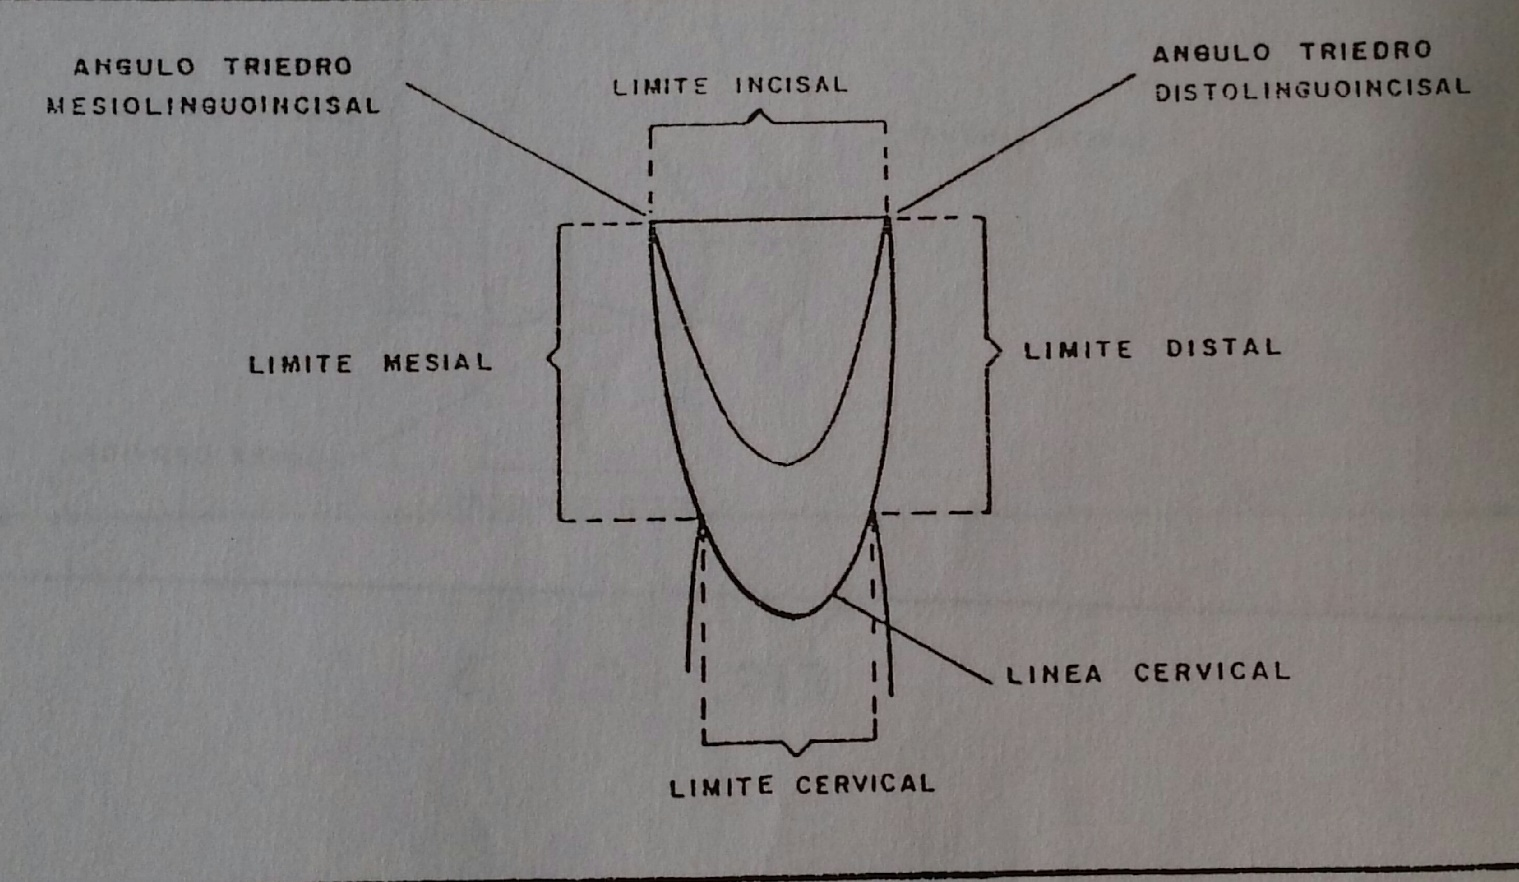 ANGULO TRIEDRO
MESIOLINGUOINCISAL
LIMITE INCISAL
ANGULO TRIEDRO
DISTOLINGUOINCISAL
LIMITE MESIAL
LIMITE DISTAL
LINEA CERVICAL
LIMITE CERVICAL